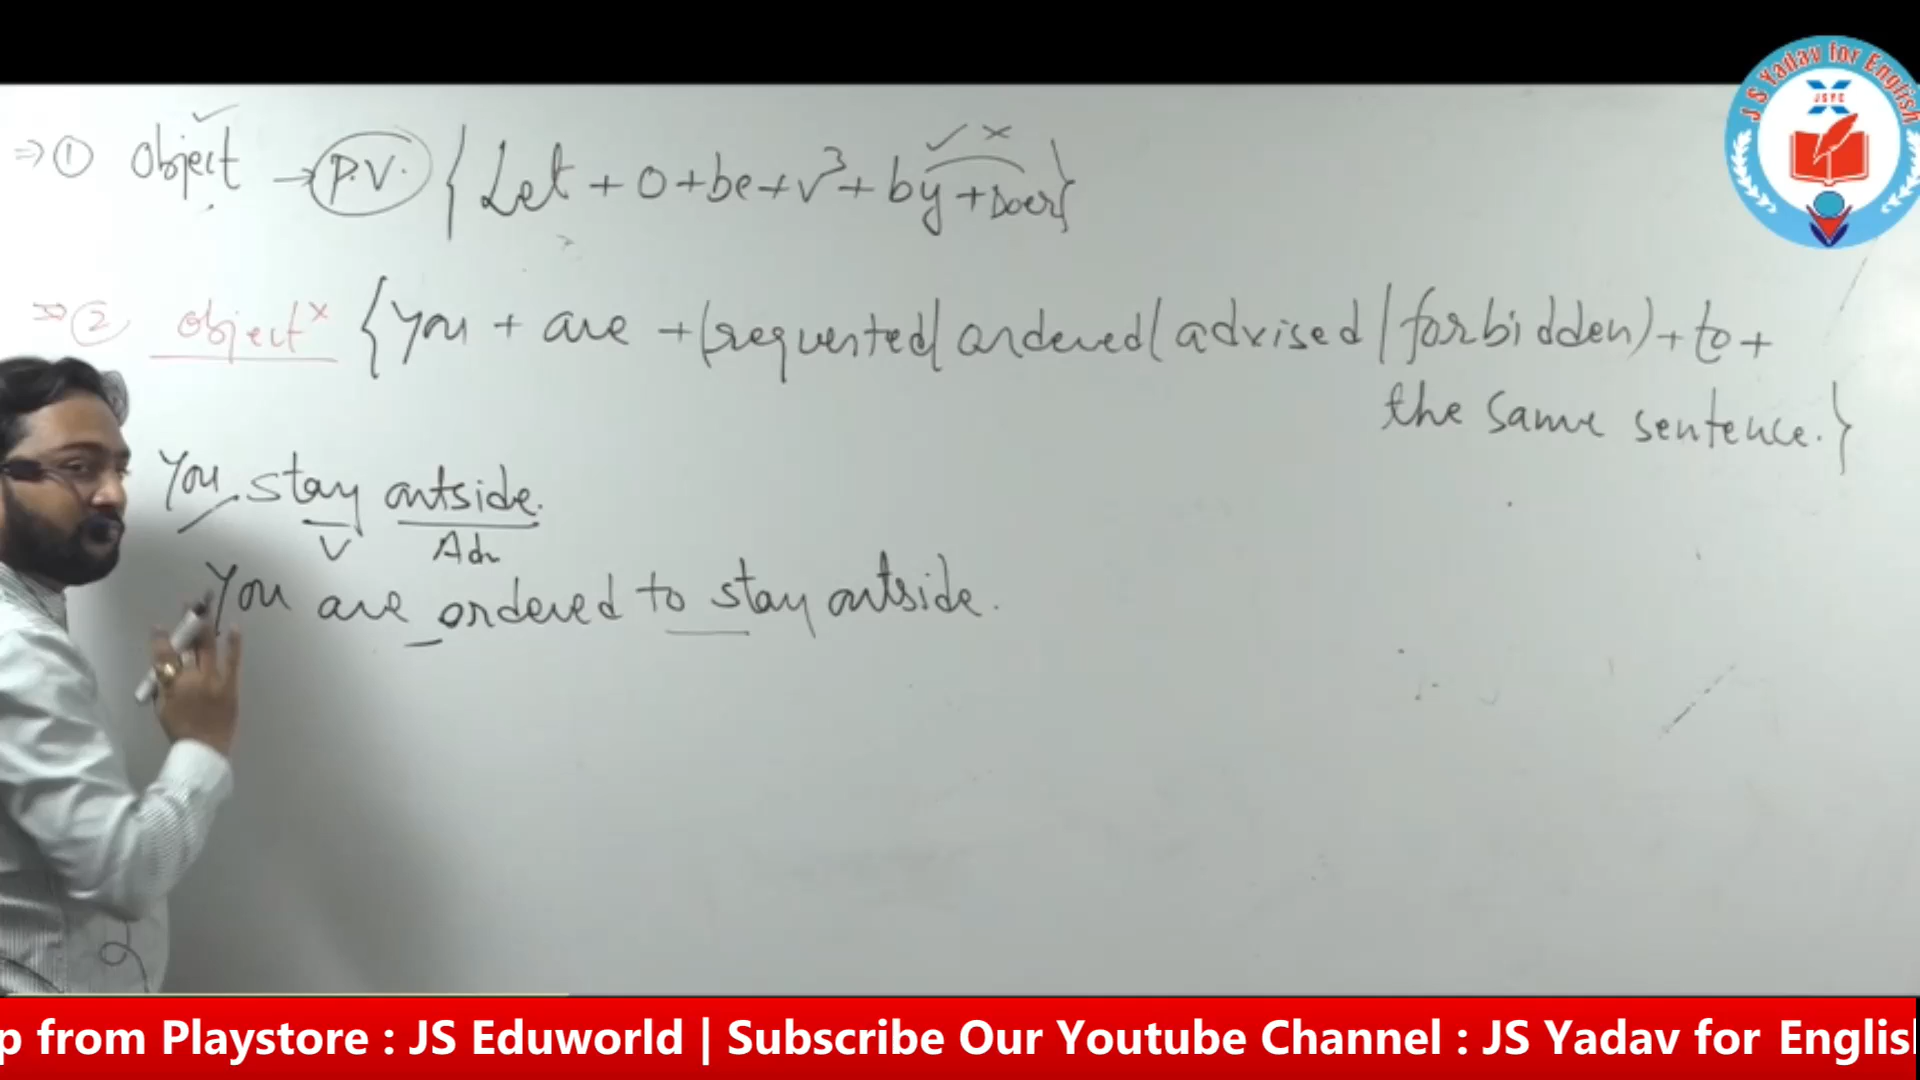 ⇒① Object ✓ → P.V. { Let + O + be + V³ + by + Doer } ✓ ×
⇒② Object × { You + are + (requested/ ordered/ advised / forbidden) + to +
the same sentence. }
You stay outside.
V Adv
You are ordered to stay outside.
J S Yadav for English
JSYC
p from Playstore : JS Eduworld | Subscribe Our Youtube Channel : JS Yadav for Englis